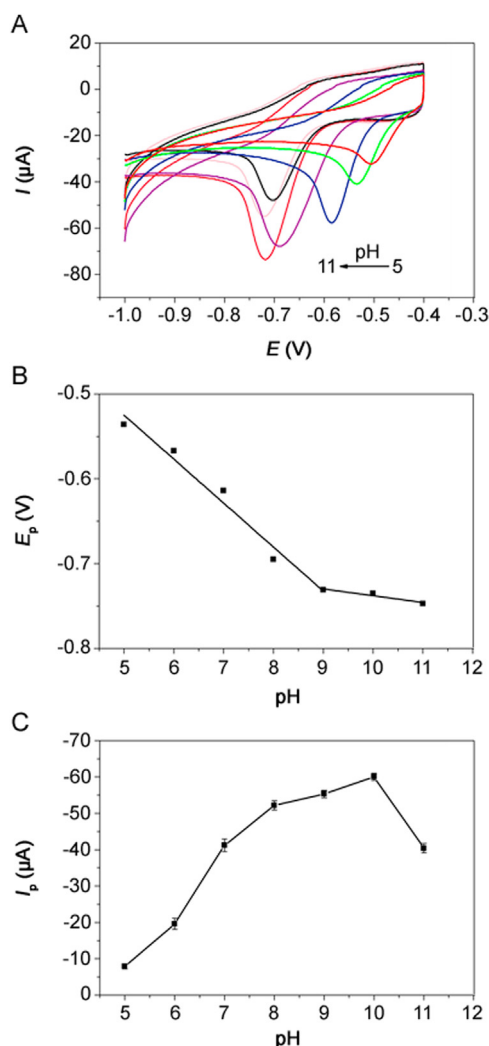 A
20
0
-20
-40
-60
-80
I (μA)
pH
11 5
-1.0 -0.9 -0.8 -0.7 -0.6 -0.5 -0.4 -0.3
E (V)
B
-0.5
-0.6
-0.7
-0.8
Ep (V)
5 6 7 8 9 10 11 12
pH
C
-70
-60
-50
-40
-30
-20
-10
0
Ip (μA)
5 6 7 8 9 10 11 12
pH